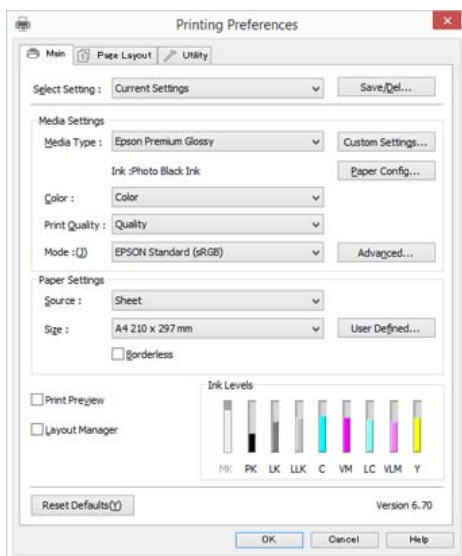 Printing Preferences
Main Page Layout Utility
Select Setting : Current Settings Save/Del...
Media Settings
Media Type : Epson Premium Glossy Custom Settings...
Ink :Photo Black Ink Paper Config...
Color : Color
Print Quality : Quality
Mode :(J) EPSON Standard (sRGB) Advanced...
Paper Settings
Source : Sheet
Size : A4 210 x 297 mm User Defined...
Borderless
Print Preview
Layout Manager
Ink Levels
MK PK LK LLK C VM LC VLM Y
Reset Defaults(Y) Version 6.70
OK Cancel Help